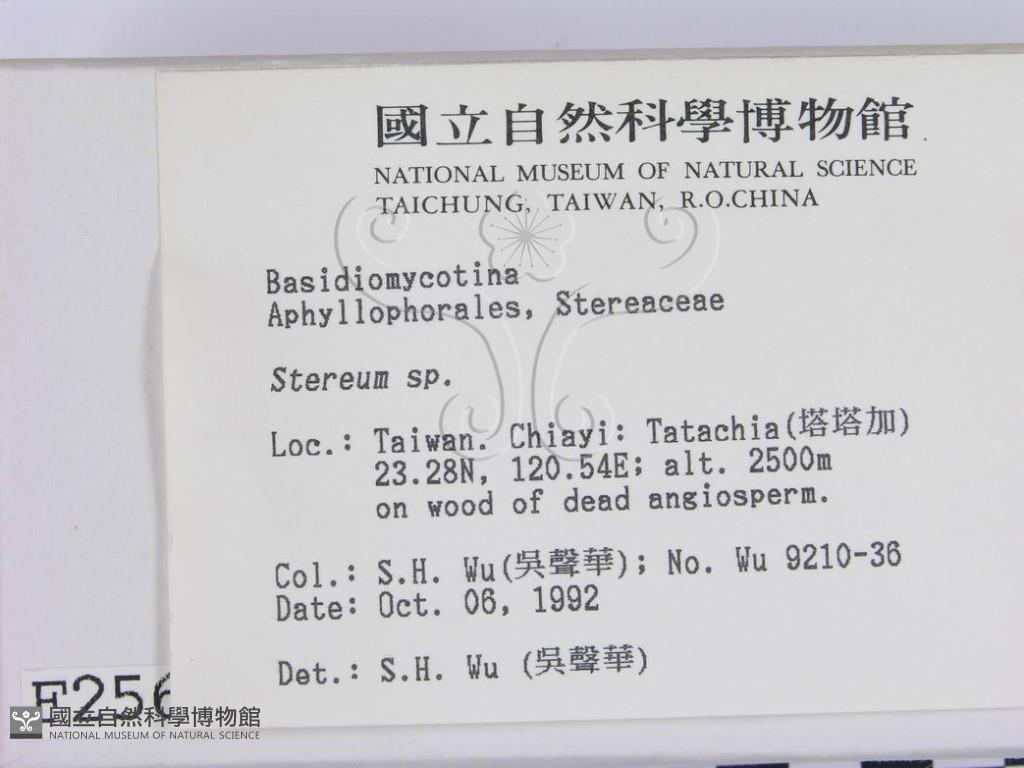 國立自然科學博物館
NATIONAL MUSEUM OF NATURAL SCIENCE
TAICHUNG, TAIWAN, R.O.CHINA
Basidiomycotina
Aphyllophorales, Stereaceae
Stereum sp.
Loc.: Taiwan. Chiayi: Tatachia(塔塔加)
23.28N, 120.54E; alt. 2500m
on wood of dead angiosperm.
Col.: S.H. Wu(吳聲華); No. Wu 9210-36
Date: Oct. 06, 1992
Det.: S.H. Wu (吳聲華)
F256
國立自然科學博物館
NATIONAL MUSEUM OF NATURAL SCIENCE